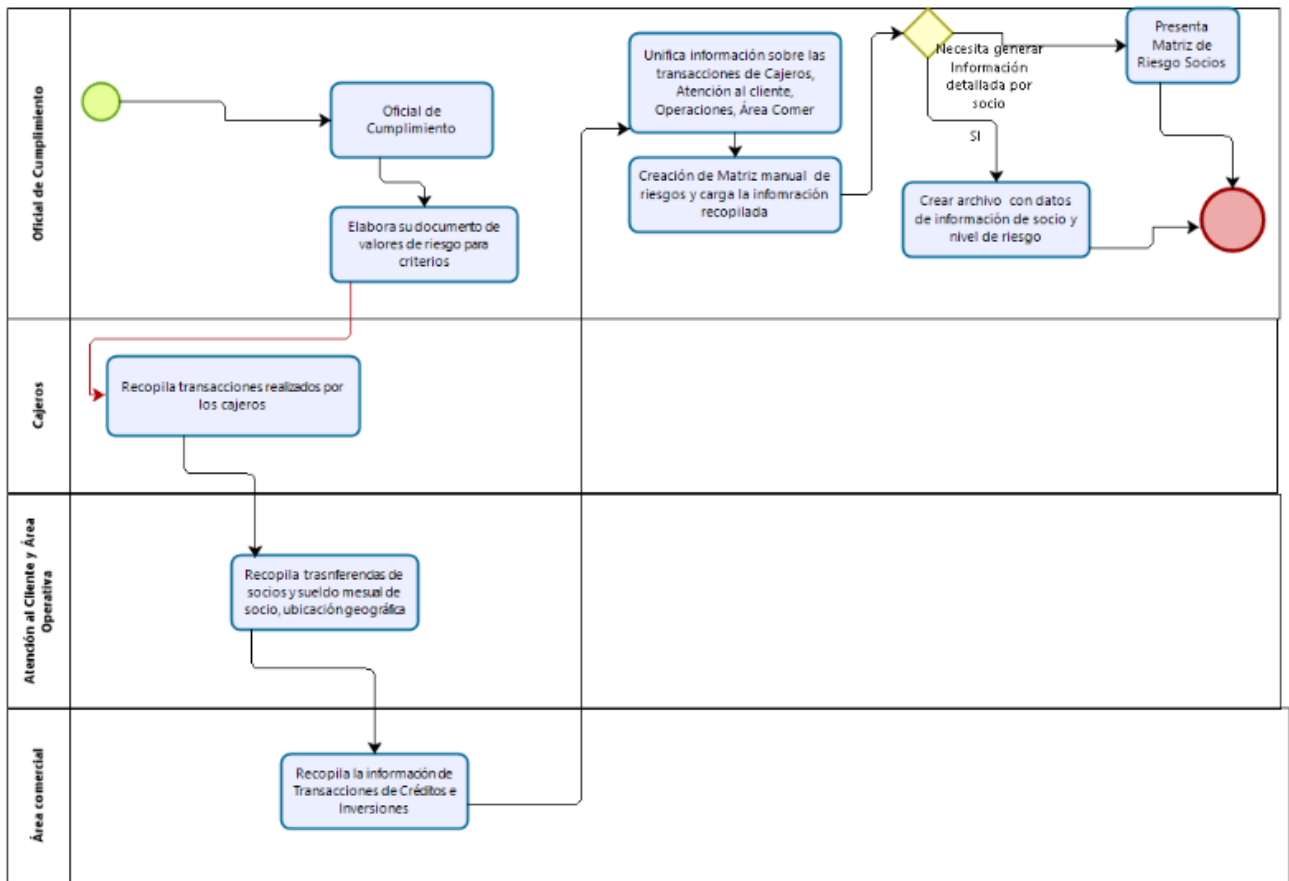 Oficial de Cumplimiento
Oficial de
Cumplimiento
Elabora su documento de
valores de riesgo para
criterios
Unifica información sobre las
transacciones de Cajeros,
Atención al cliente,
Operaciones, Área Comer
Creación de Matriz manual de
riesgos y carga la infomración
recopilada
Necesita generar
Información
detallada por
socio
SI
Presenta
Matriz de
Riesgo Socios
Crear archivo con datos
de información de socio y
nivel de riesgo
Cajeros
Recopila transacciones realizados por
los cajeros
Atención al Cliente y Área
Operativa
Recopila trasnferencias de
socios y sueldo mesual de
socio, ubicación geográfica
Área comercial
Recopila la información de
Transacciones de Créditos e
Inversiones